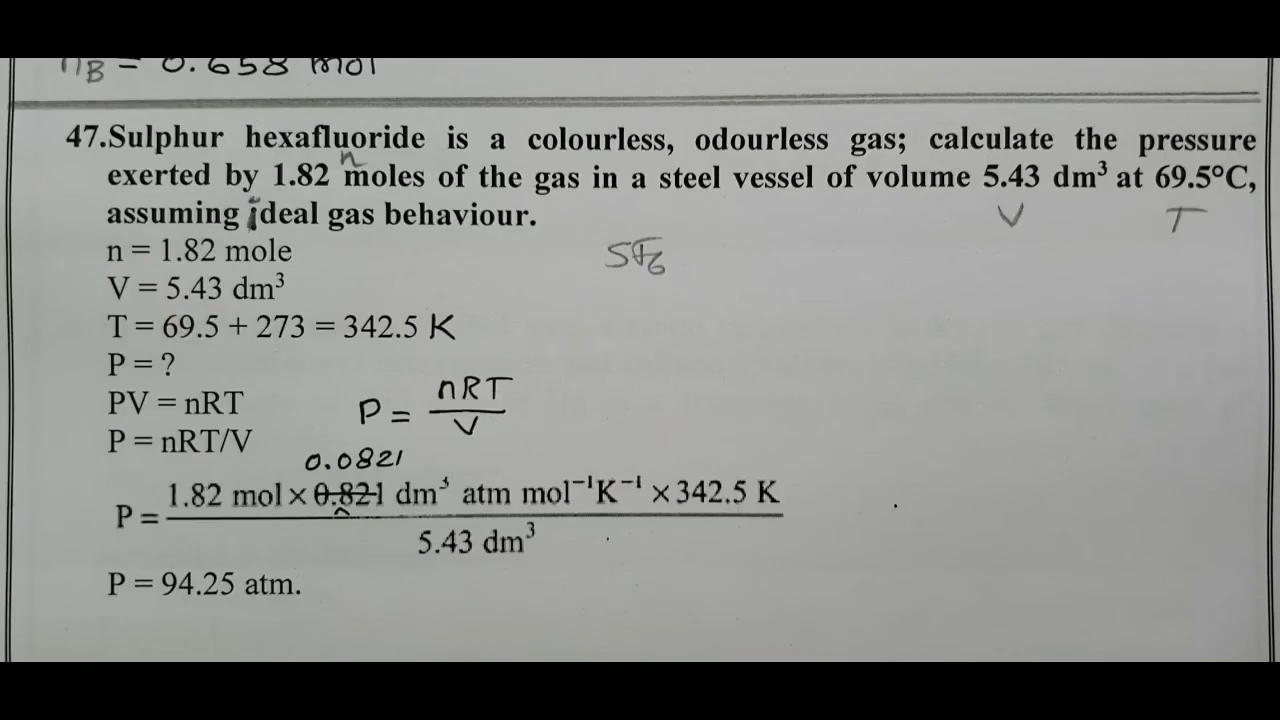 nB = 0.658 mol
47.Sulphur hexafluoride is a colourless, odourless gas; calculate the pressure
n
exerted by 1.82 moles of the gas in a steel vessel of volume 5.43 dm³ at 69.5°C,
assuming ideal gas behaviour.
V T
n = 1.82 mole
SF₆
V = 5.43 dm³
T = 69.5 + 273 = 342.5 K
P = ?
PV = nRT
P = nRT/V
P = nRT
V
0.0821
1.82 mol × 0.821 dm³ atm mol⁻¹K⁻¹ × 342.5 K
P =
5.43 dm³
P = 94.25 atm.